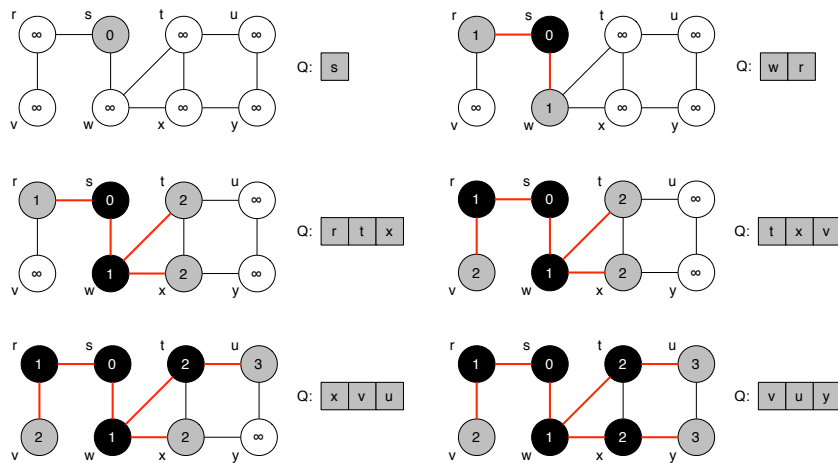 r s t u
∞ 0 ∞ ∞
Q: s
∞ ∞ ∞ ∞
v w x y
r s t u
1 0 ∞ ∞
Q: w r
∞ 1 ∞ ∞
v w x y
r s t u
1 0 2 ∞
Q: r t x
∞ 1 2 ∞
v w x y
r s t u
1 0 2 ∞
Q: t x v
2 1 2 ∞
v w x y
r s t u
1 0 2 3
Q: x v u
2 1 2 ∞
v w x y
r s t u
1 0 2 3
Q: v u y
2 1 2 3
v w x y